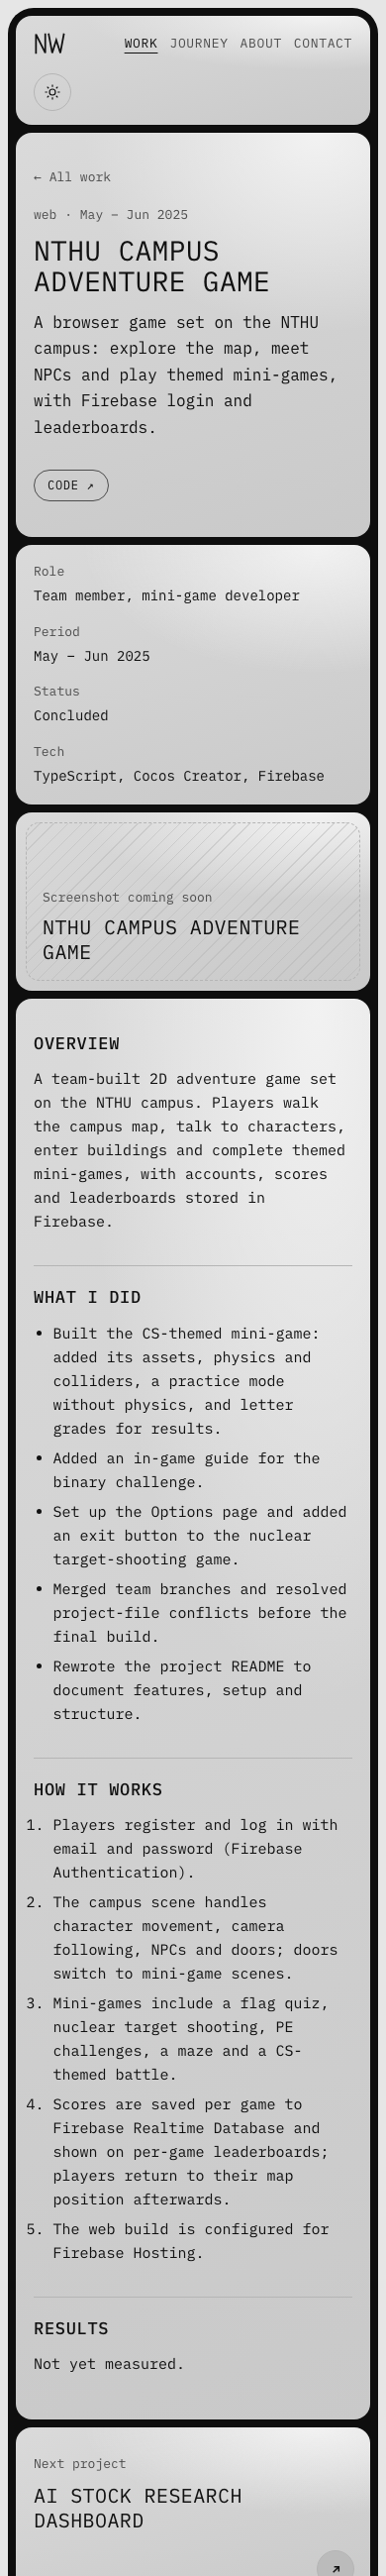 NW
WORK JOURNEY ABOUT CONTACT
← All work
web · May – Jun 2025
NTHU CAMPUS
ADVENTURE GAME
A browser game set on the NTHU
campus: explore the map, meet
NPCs and play themed mini-games,
with Firebase login and
leaderboards.
CODE ↗
Role
Team member, mini-game developer
Period
May – Jun 2025
Status
Concluded
Tech
TypeScript, Cocos Creator, Firebase
Screenshot coming soon
NTHU CAMPUS ADVENTURE
GAME
OVERVIEW
A team-built 2D adventure game set
on the NTHU campus. Players walk
the campus map, talk to characters,
enter buildings and complete themed
mini-games, with accounts, scores
and leaderboards stored in
Firebase.
WHAT I DID
• Built the CS-themed mini-game:
added its assets, physics and
colliders, a practice mode
without physics, and letter
grades for results.
• Added an in-game guide for the
binary challenge.
• Set up the Options page and added
an exit button to the nuclear
target-shooting game.
• Merged team branches and resolved
project-file conflicts before the
final build.
• Rewrote the project README to
document features, setup and
structure.
HOW IT WORKS
1. Players register and log in with
email and password (Firebase
Authentication).
2. The campus scene handles
character movement, camera
following, NPCs and doors; doors
switch to mini-game scenes.
3. Mini-games include a flag quiz,
nuclear target shooting, PE
challenges, a maze and a CS-
themed battle.
4. Scores are saved per game to
Firebase Realtime Database and
shown on per-game leaderboards;
players return to their map
position afterwards.
5. The web build is configured for
Firebase Hosting.
RESULTS
Not yet measured.
Next project
AI STOCK RESEARCH
DASHBOARD
↗